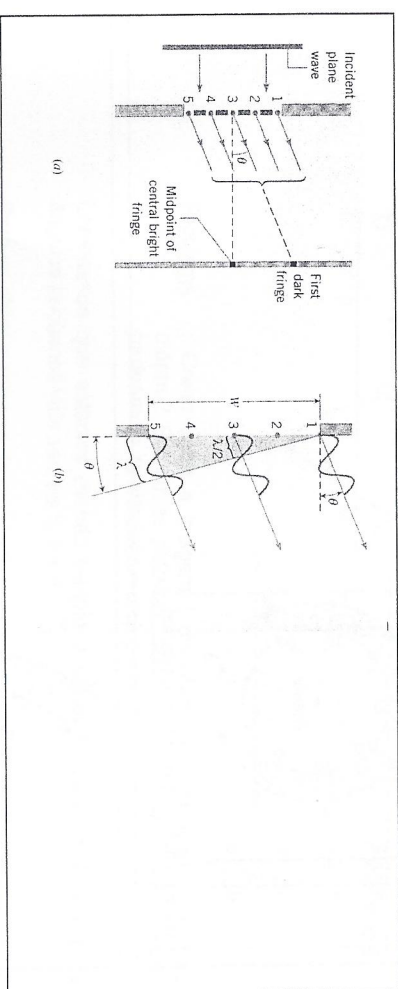 Incident
plane
wave
1
2
3
4
5
θ
First
dark
fringe
Midpoint of
central bright
fringe
(a)
W
1
2
3
4
5
θ
λ/2
λ
θ
(b)